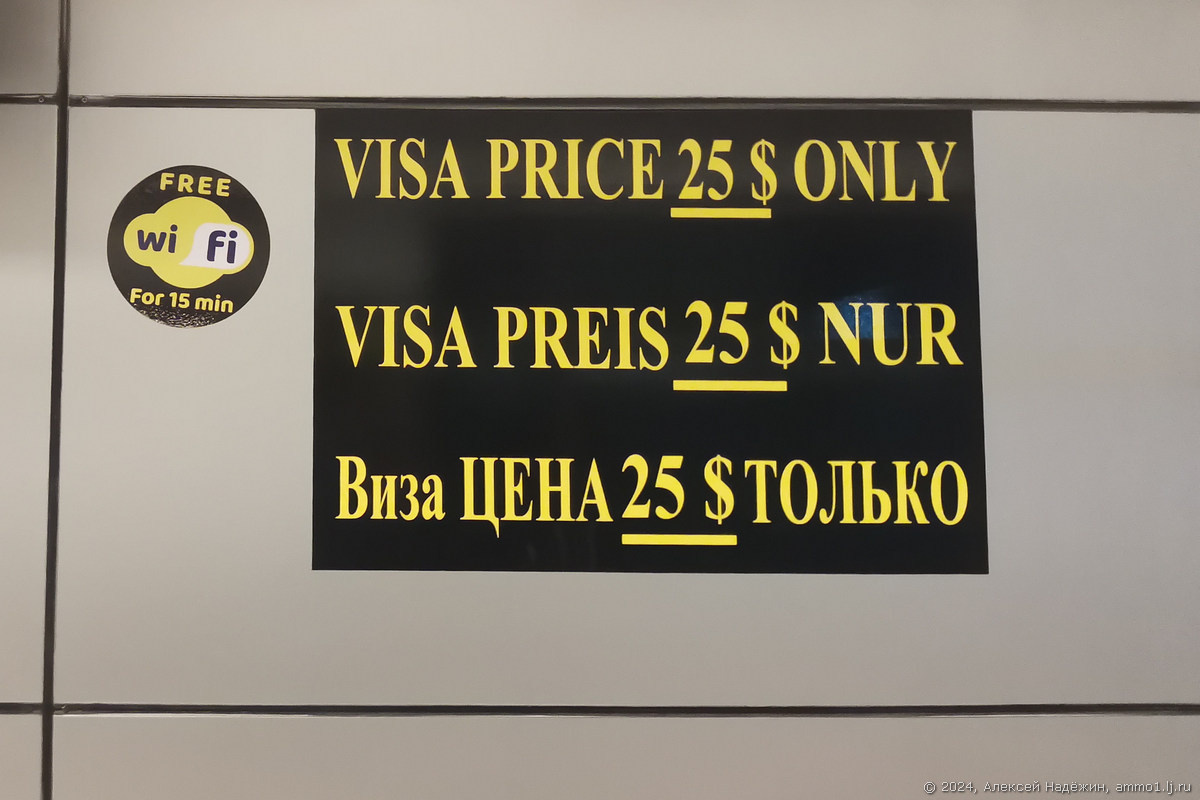 FREE
wi fi
For 15 min
VISA PRICE 25 $ ONLY
VISA PREIS 25 $ NUR
Виза ЦЕНА 25 $ ТОЛЬКО
© 2024, Алексей Надёжин, ammo1.lj.ru